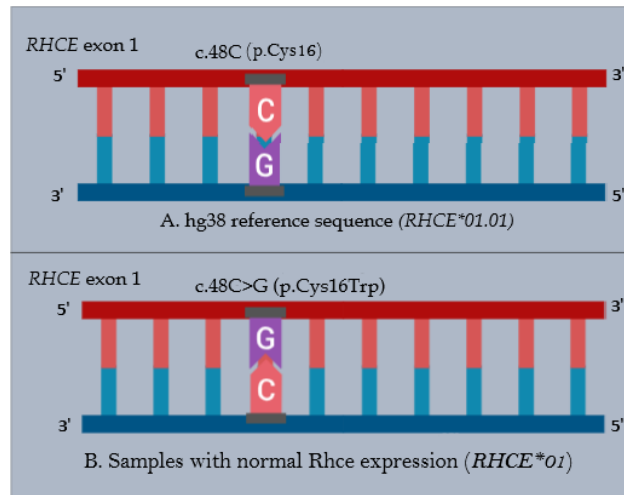 RHCE exon 1
c.48C (p.Cys16)
5' 3'
C
G
3' 5'
A. hg38 reference sequence (RHCE*01.01)
RHCE exon 1
c.48C>G (p.Cys16Trp)
5' 3'
G
C
3' 5'
B. Samples with normal Rhce expression (RHCE*01)